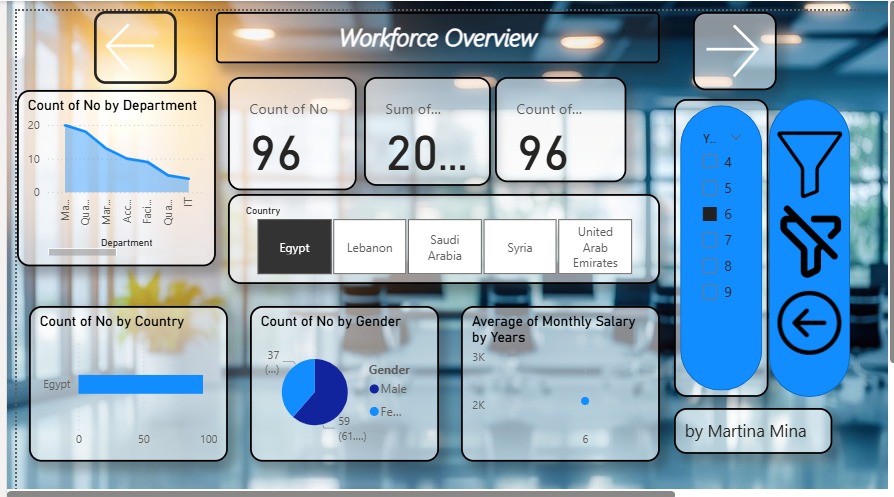 Workforce Overview
Count of No by Department
20
10
0
Ma...
Qua...
Mar...
Acc...
Faci...
Qua...
IT
Department
Count of No
96
Sum of...
20...
Count of...
96
Country
Egypt
Lebanon
Saudi
Arabia
Syria
United
Arab
Emirates
Y...
4
5
6
7
8
9
Count of No by Country
Egypt
0
50
100
Count of No by Gender
37
(...)
59
(61....)
Gender
Male
Fe...
Average of Monthly Salary
by Years
3K
2K
6
by Martina Mina